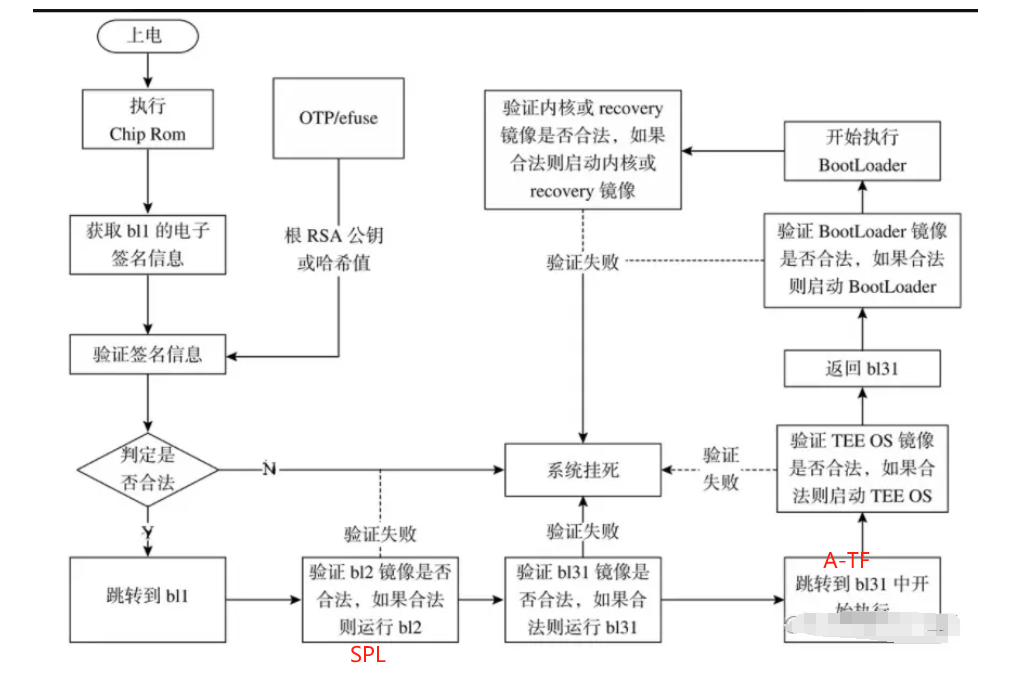 上电
执行
Chip Rom
获取 bl1 的电子
签名信息
验证签名信息
OTP/efuse
根 RSA 公钥
或哈希值
判定是
否合法
N
Y
跳转到 bl1
验证 bl2 镜像是否
合法，如果合法
则运行 bl2
SPL
验证失败
验证 bl31 镜像是
否合法，如果合
法则运行 bl31
验证失败
系统挂死
A-TF
跳转到 bl31 中开
始执行
验证 TEE OS 镜像
是否合法，如果合
法则启动 TEE OS
验证
失败
返回 bl31
验证 BootLoader 镜像
是否合法，如果合法
则启动 BootLoader
开始执行
BootLoader
验证内核或 recovery
镜像是否合法，如果
合法则启动内核或
recovery 镜像
验证失败